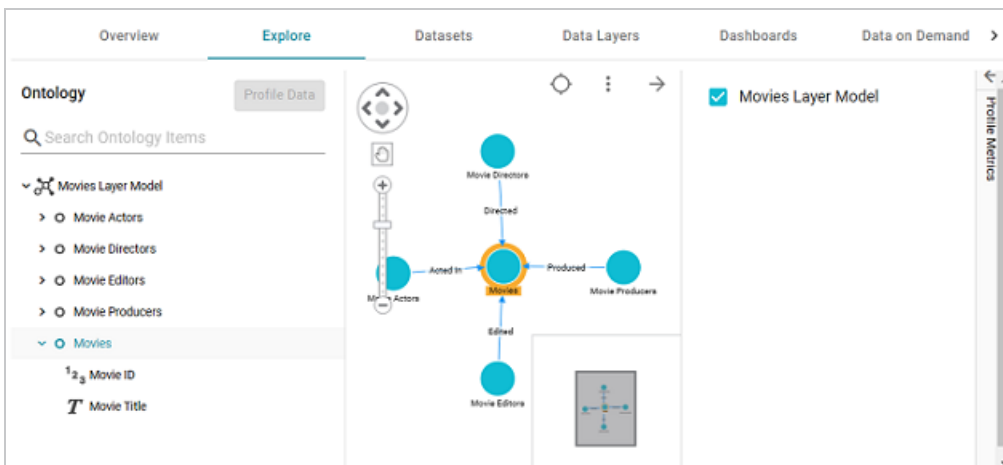 Overview Explore Datasets Data Layers Dashboards Data on Demand
Ontology Profile Data
Search Ontology Items
Movies Layer Model
Movie Actors
Movie Directors
Movie Editors
Movie Producers
Movies
123 Movie ID
T Movie Title
Movie Directors
Directed
Acted In
Produced
Movies
Movie Producers
Edited
Movie Editors
Movies Layer Model
Profile Metrics